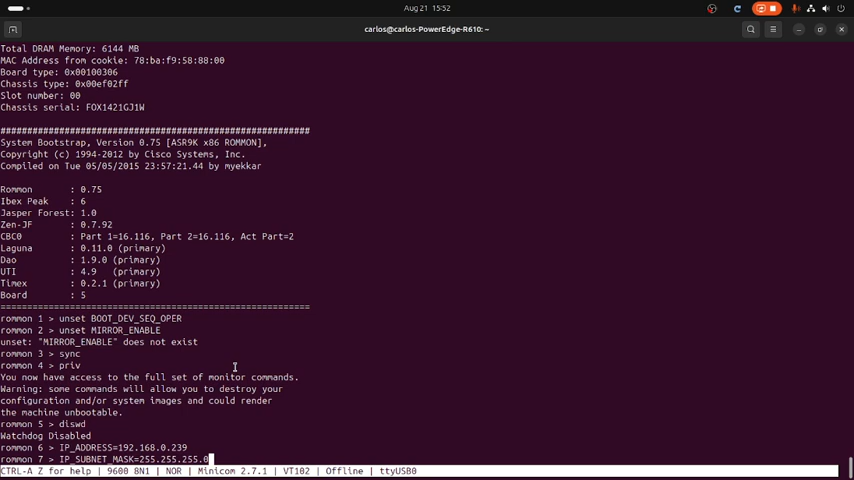 Aug 21 15:52
carlos@carlos-PowerEdge-R610: ~
Total DRAM Memory: 6144 MB
MAC Address from cookie: 78:ba:f9:58:88:00
Board type: 0x00100306
Chassis type: 0x00ef02ff
Slot number: 00
Chassis serial: FOX1421GJ1W
##########################################################
System Bootstrap, Version 0.75 [ASR9K x86 ROMMON],
Copyright (c) 1994-2012 by Cisco Systems, Inc.
Compiled on Tue 05/05/2015 23:57:21.44 by myekkar
Rommon : 0.75
Ibex Peak : 6
Jasper Forest: 1.0
Zen-JF : 0.7.92
CBC0 : Part 1=16.116, Part 2=16.116, Act Part=2
Laguna : 0.11.0 (primary)
Dao : 1.9.0 (primary)
UTI : 4.9 (primary)
Timex : 0.2.1 (primary)
Board : 5
==========================================================
rommon 1 > unset BOOT_DEV_SEQ_OPER
rommon 2 > unset MIRROR_ENABLE
unset: "MIRROR_ENABLE" does not exist
rommon 3 > sync
rommon 4 > priv
You now have access to the full set of monitor commands.
Warning: some commands will allow you to destroy your
configuration and/or system images and could render
the machine unbootable.
rommon 5 > diswd
Watchdog Disabled
rommon 6 > IP_ADDRESS=192.168.0.239
rommon 7 > IP_SUBNET_MASK=255.255.255.0
CTRL-A Z for help | 9600 8N1 | NOR | Minicom 2.7.1 | VT102 | Offline | ttyUSB0